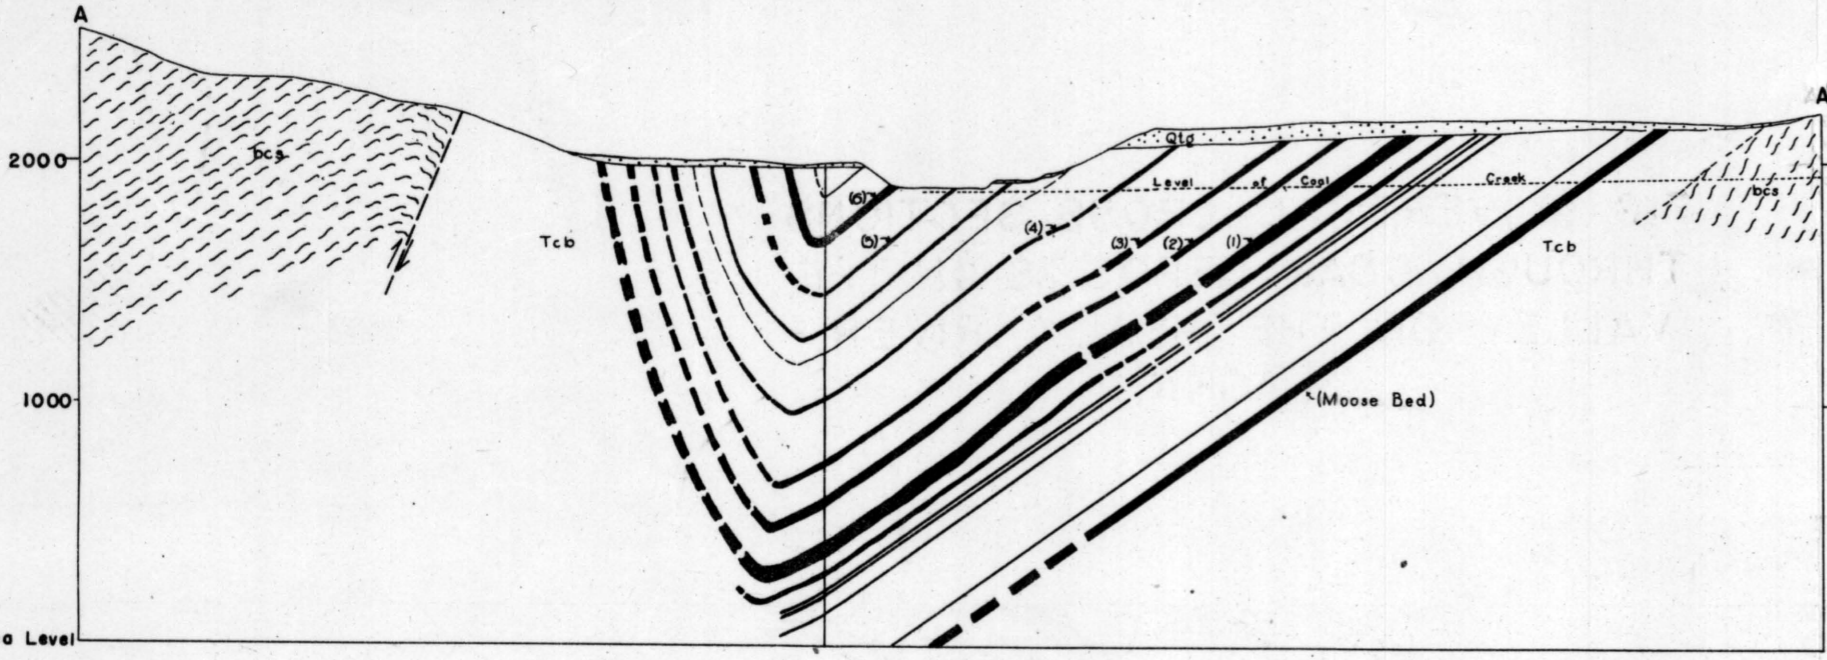 A
A
Qtg
2000
bcs
Level of Coal Creek
bcs
(6)
Tcb
(5)
(4)
(3)
(2)
(1)
Tcb
1000
(Moose Bed)
a Level